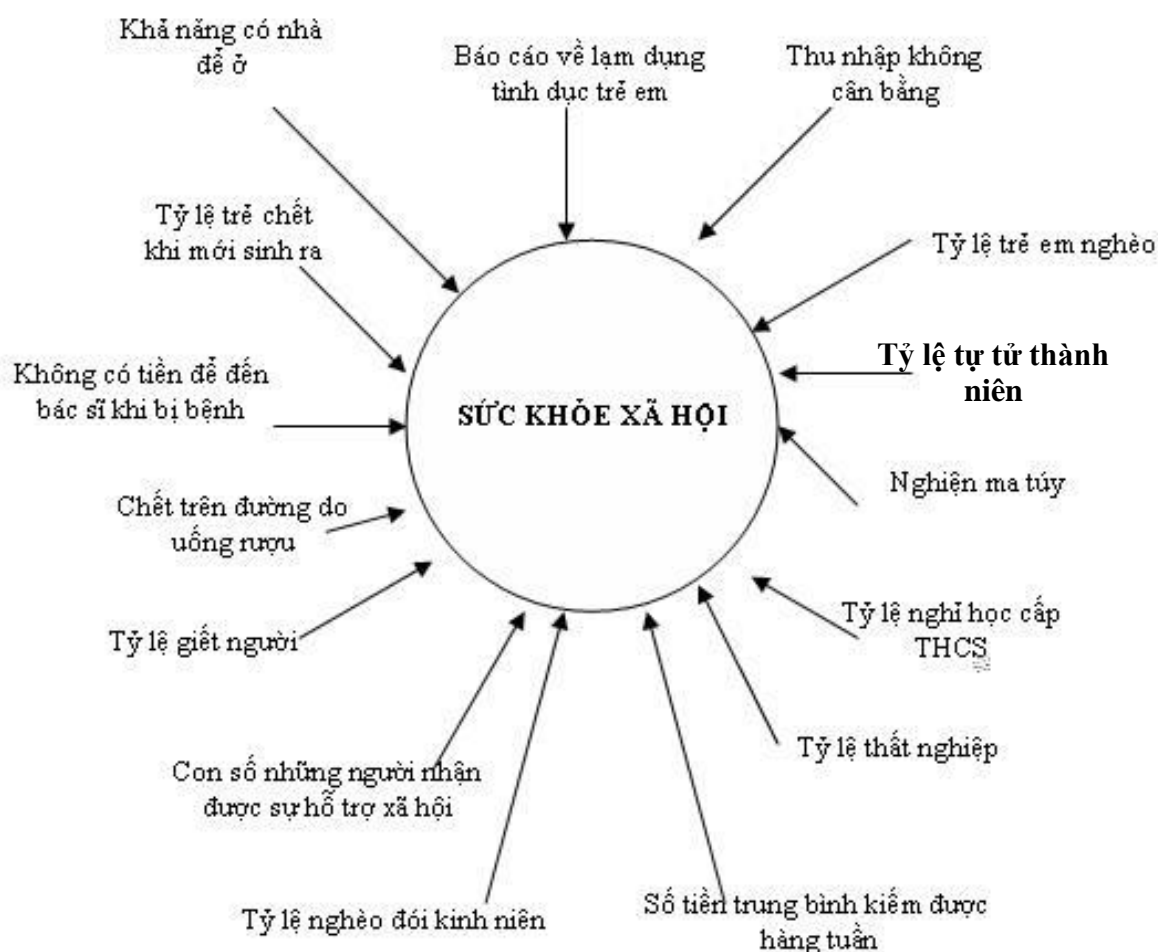 Khả năng có nhà
để ở
Báo cáo về lạm dụng
tình dục trẻ em
Thu nhập không
cân bằng
Tỷ lệ trẻ chết
khi mới sinh ra
Tỷ lệ trẻ em nghèo
Tỷ lệ tự tử thành
niên
Không có tiền để đến
bác sĩ khi bị bệnh
SỨC KHỎE XÃ HỘI
Nghiện ma túy
Chết trên đường do
uống rượu
Tỷ lệ giết người
Tỷ lệ nghỉ học cấp
THCS
Tỷ lệ thất nghiệp
Con số những người nhận
được sự hỗ trợ xã hội
Tỷ lệ nghèo đói kinh niên
Số tiền trung bình kiếm được
hàng tuần